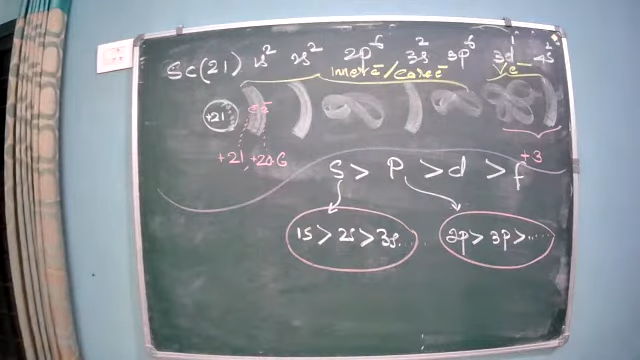 Sc(21) 1s² 2s² 2p⁶ 3s² 3p⁶ 3d¹ 4s²
inner e⁻/core e⁻ Ve⁻
+21
+21, +20.6 +3
S > P > d > f
1s > 2s > 3s... 2p > 3p > .....